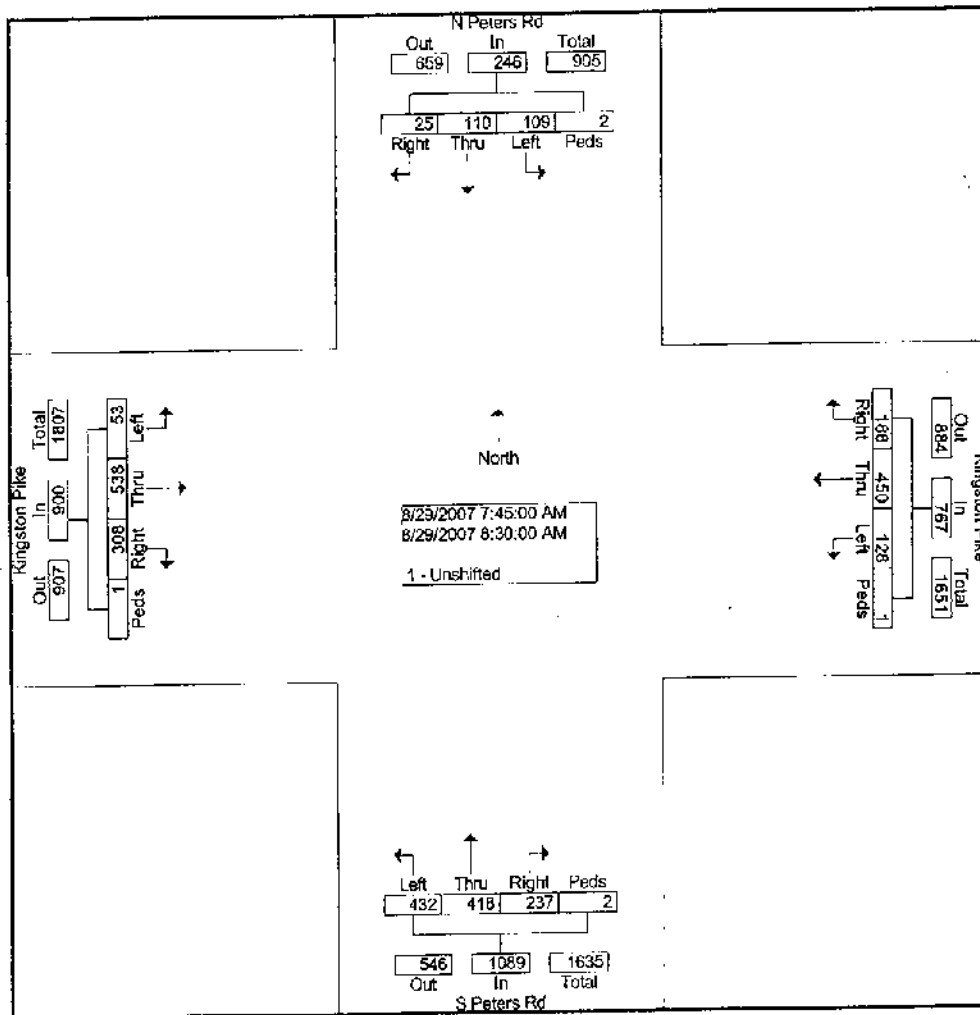 N Peters Rd
Out In Total
659 246 905
25 110 109 2
Right Thru Left Peds
Kingston Pike
Total In Out
1807 900 907
53 538 308 1
Left Thru Right Peds
North
8/29/2007 7:45:00 AM
8/29/2007 8:30:00 AM
1 - Unshifted
Right Thru Left Peds
188 450 128 1
884 767 1651
Out In Total
Kingston Pike
Left Thru Right Peds
432 418 237 2
546 1089 1635
Out In Total
S Peters Rd